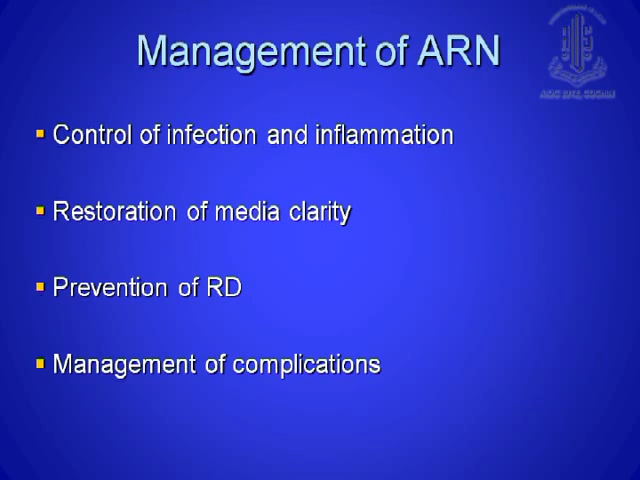 Management of ARN
Control of infection and inflammation
Restoration of media clarity
Prevention of RD
Management of complications